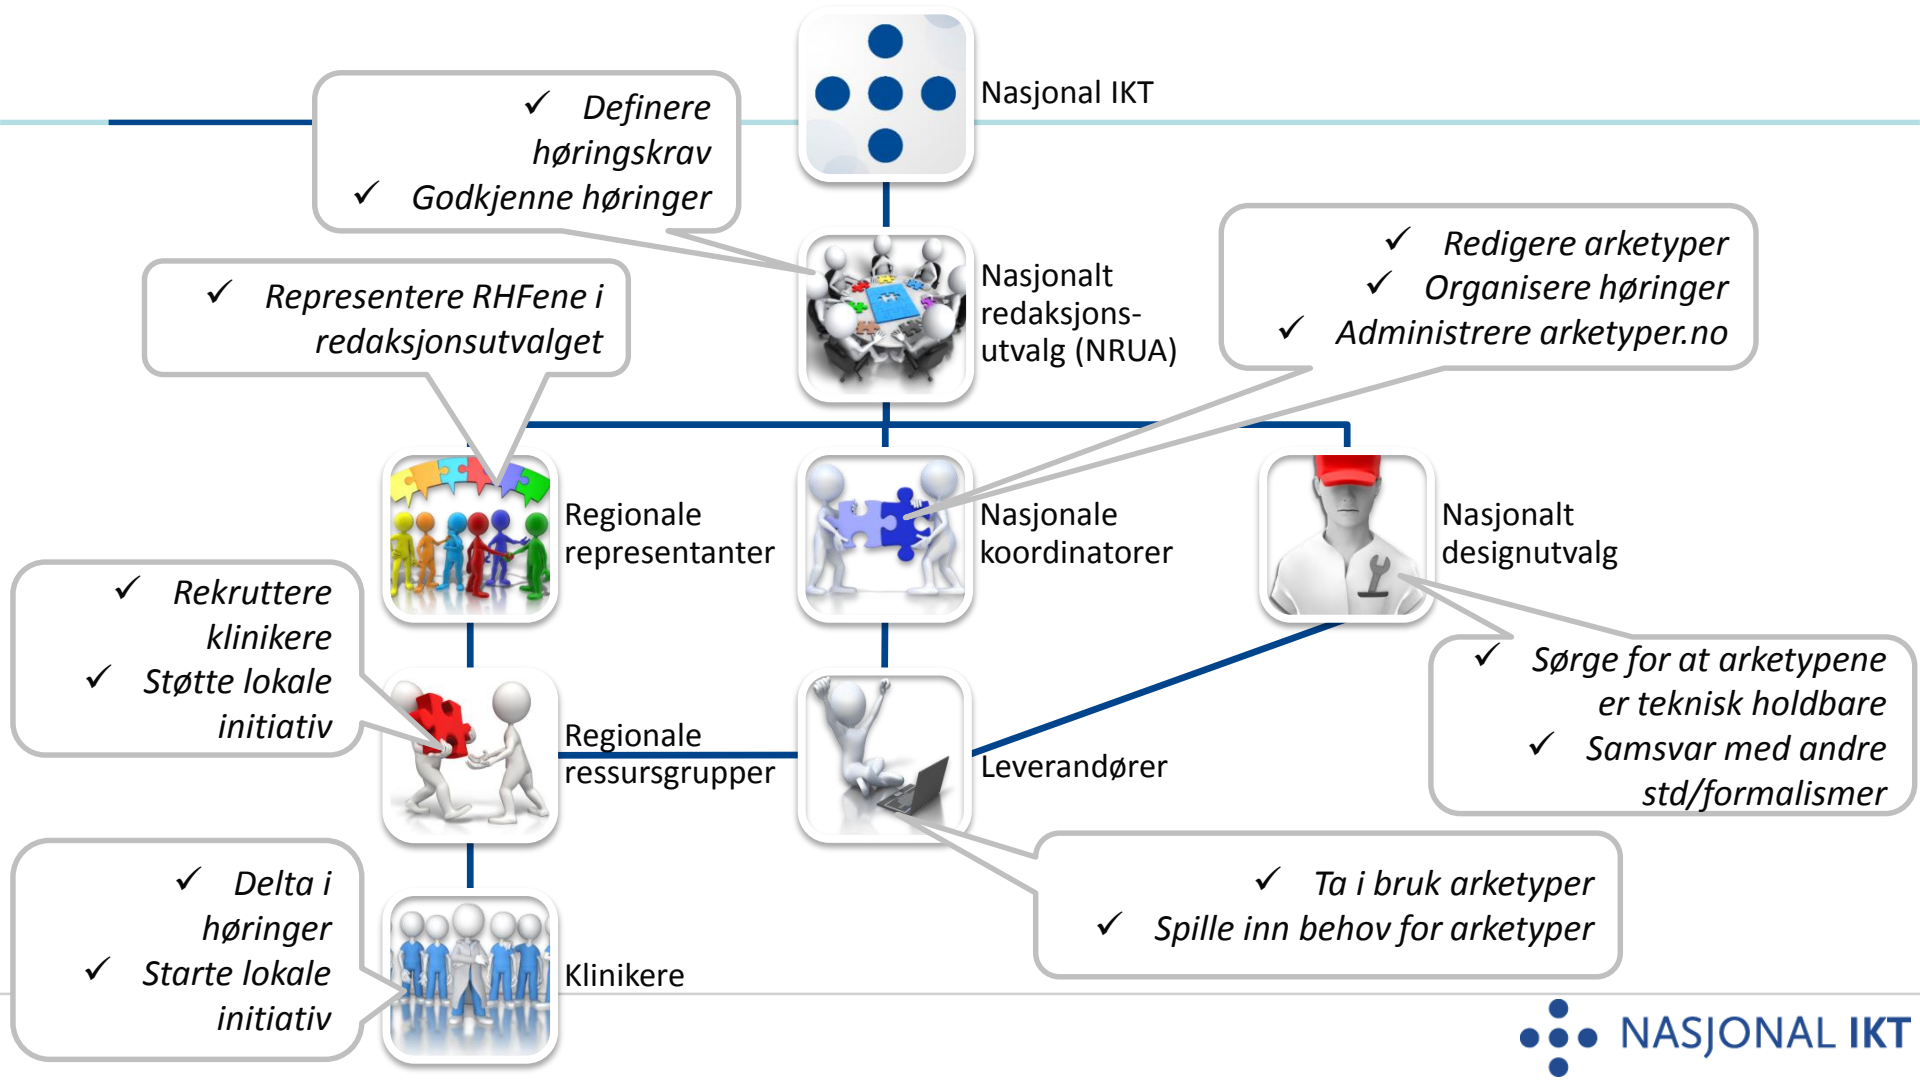 Nasjonal IKT
✓ Definere
høringskrav
✓ Godkjenne høringer
✓ Redigere arketyper
✓ Organisere høringer
✓ Administrere arketyper.no
Nasjonalt
redaksjons-
utvalg (NRUA)
✓ Representere RHFene i
redaksjonsutvalget
Regionale
representanter
Nasjonale
koordinatorer
Nasjonalt
designutvalg
✓ Rekruttere
klinikere
✓ Støtte lokale
initiativ
✓ Sørge for at arketypene
er teknisk holdbare
✓ Samsvar med andre
std/formalismer
Regionale
ressursgrupper
Leverandører
✓ Delta i
høringer
✓ Starte lokale
initiativ
✓ Ta i bruk arketyper
✓ Spille inn behov for arketyper
Klinikere
NASJONAL IKT